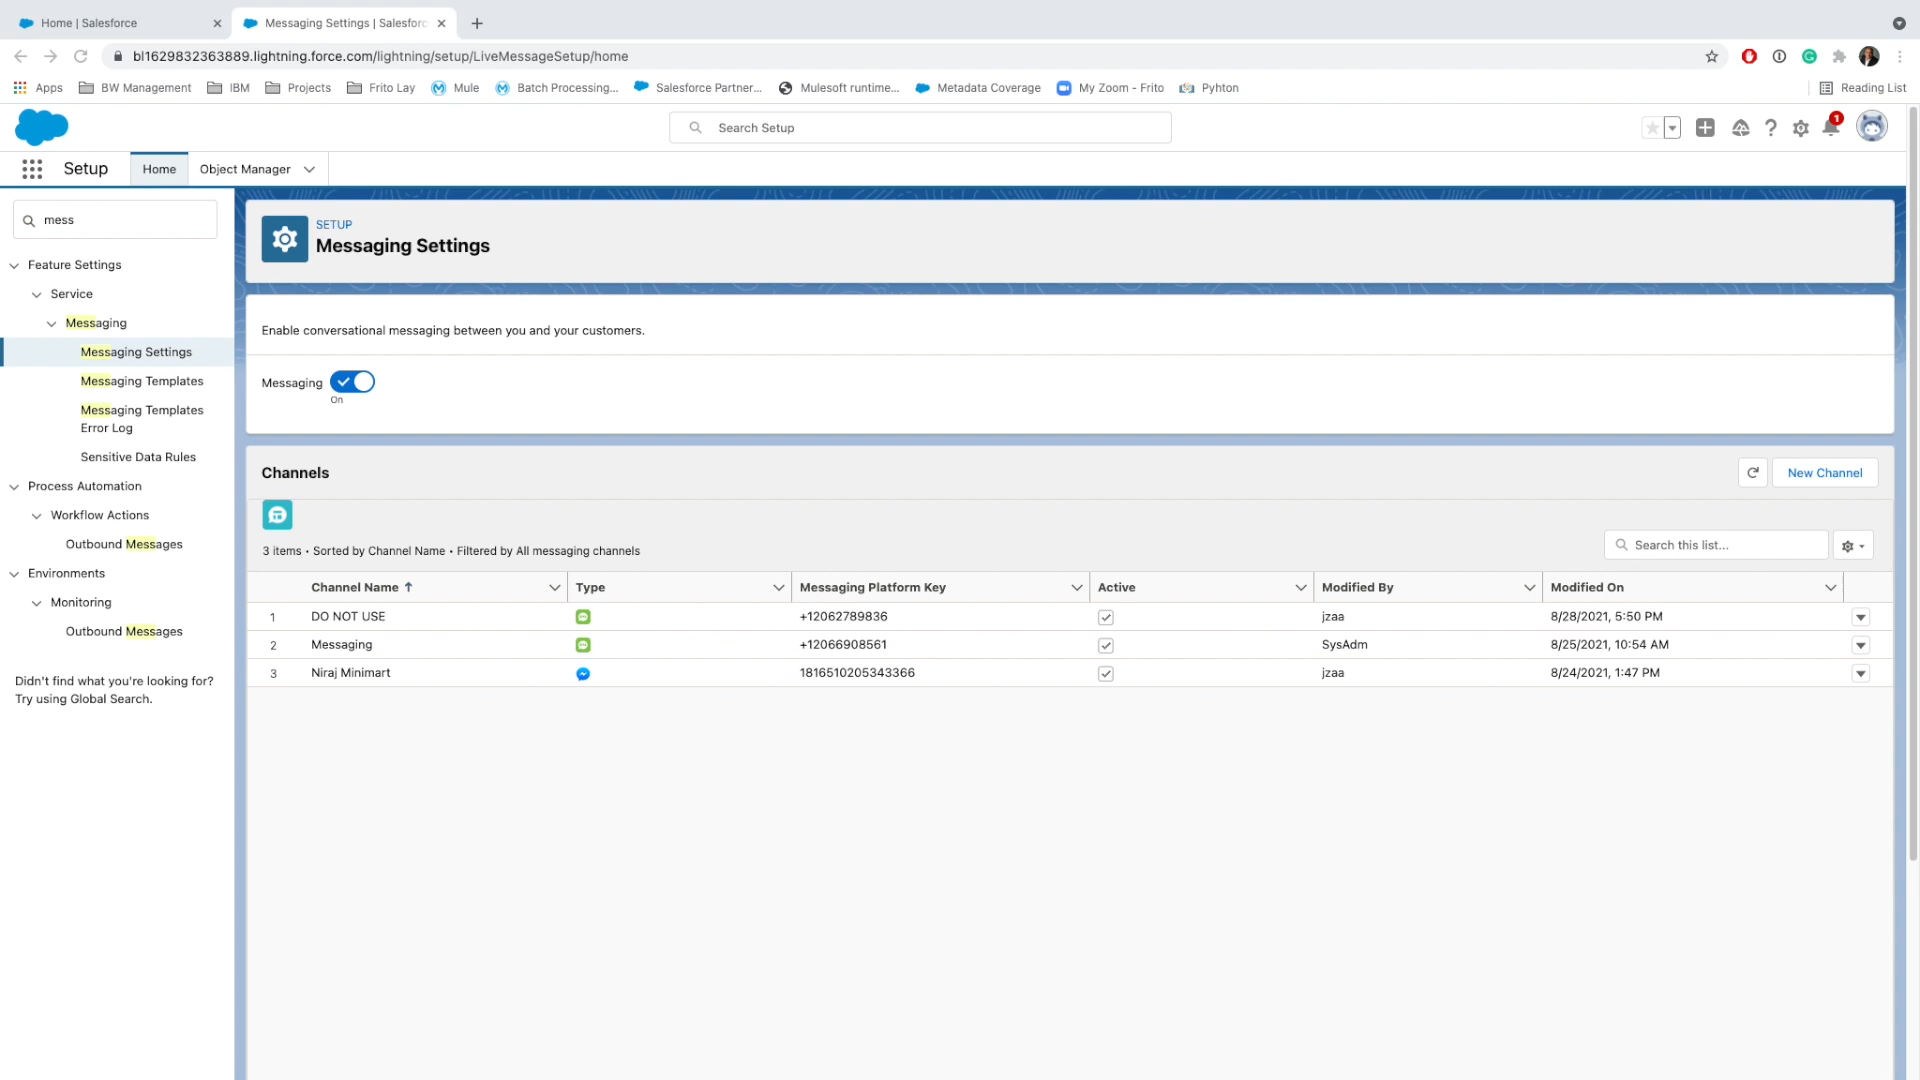 Home | Salesforce
Messaging Settings | Salesforc
bl1629832363889.lightning.force.com/lightning/setup/LiveMessageSetup/home
Apps BW Management IBM Projects Frito Lay Mule Batch Processing... Salesforce Partner... Mulesoft runtime... Metadata Coverage My Zoom - Frito Pyhton Reading List
Search Setup
1
Setup Home Object Manager
mess
Feature Settings
Service
Messaging
Messaging Settings
Messaging Templates
Messaging Templates
Error Log
Sensitive Data Rules
Process Automation
Workflow Actions
Outbound Messages
Environments
Monitoring
Outbound Messages
Didn't find what you're looking for?
Try using Global Search.
SETUP
Messaging Settings
Enable conversational messaging between you and your customers.
Messaging
On
Channels
New Channel
3 items • Sorted by Channel Name • Filtered by All messaging channels
Search this list...
Channel Name Type Messaging Platform Key Active Modified By Modified On
1 DO NOT USE +12062789836 jzaa 8/28/2021, 5:50 PM
2 Messaging +12066908561 SysAdm 8/25/2021, 10:54 AM
3 Niraj Minimart 1816510205343366 jzaa 8/24/2021, 1:47 PM